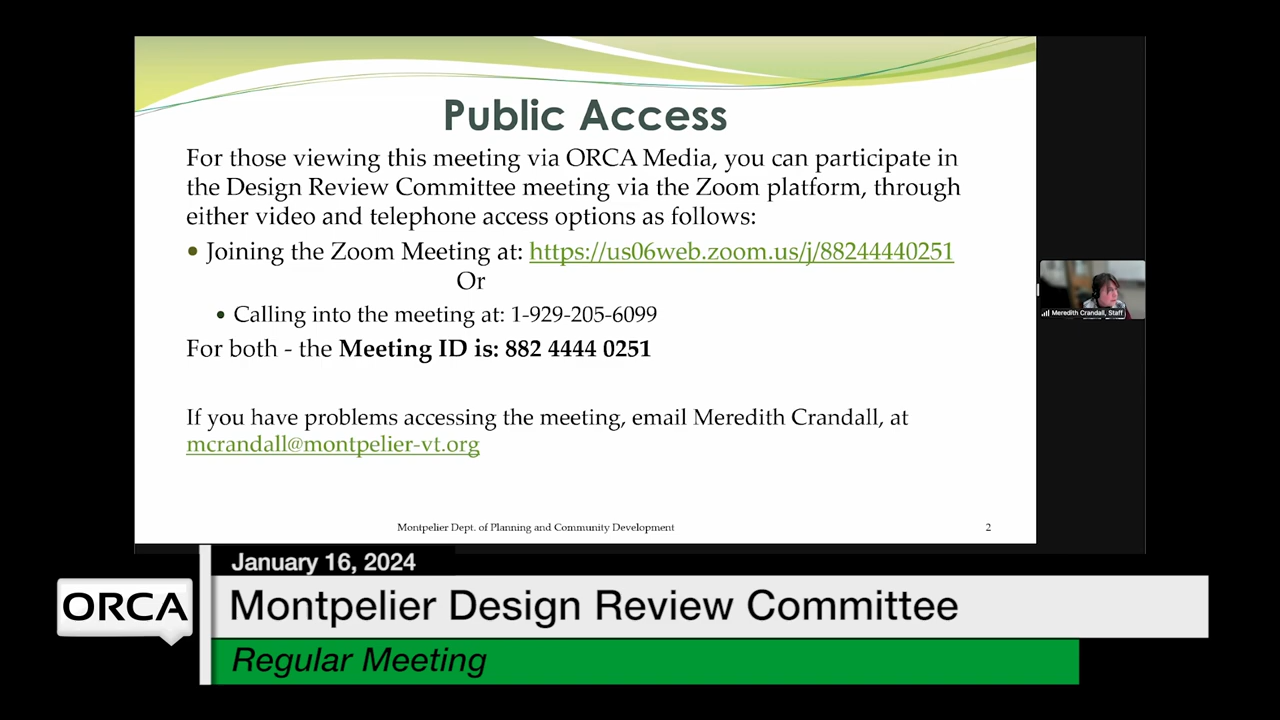 Public Access
For those viewing this meeting via ORCA Media, you can participate in
the Design Review Committee meeting via the Zoom platform, through
either video and telephone access options as follows:
• Joining the Zoom Meeting at: https://us06web.zoom.us/j/88244440251
Or
• Calling into the meeting at: 1-929-205-6099
For both - the Meeting ID is: 882 4444 0251
If you have problems accessing the meeting, email Meredith Crandall, at
mcrandall@montpelier-vt.org
Montpelier Dept. of Planning and Community Development
2
Meredith Crandall, Staff
January 16, 2024
ORCA
Montpelier Design Review Committee
Regular Meeting